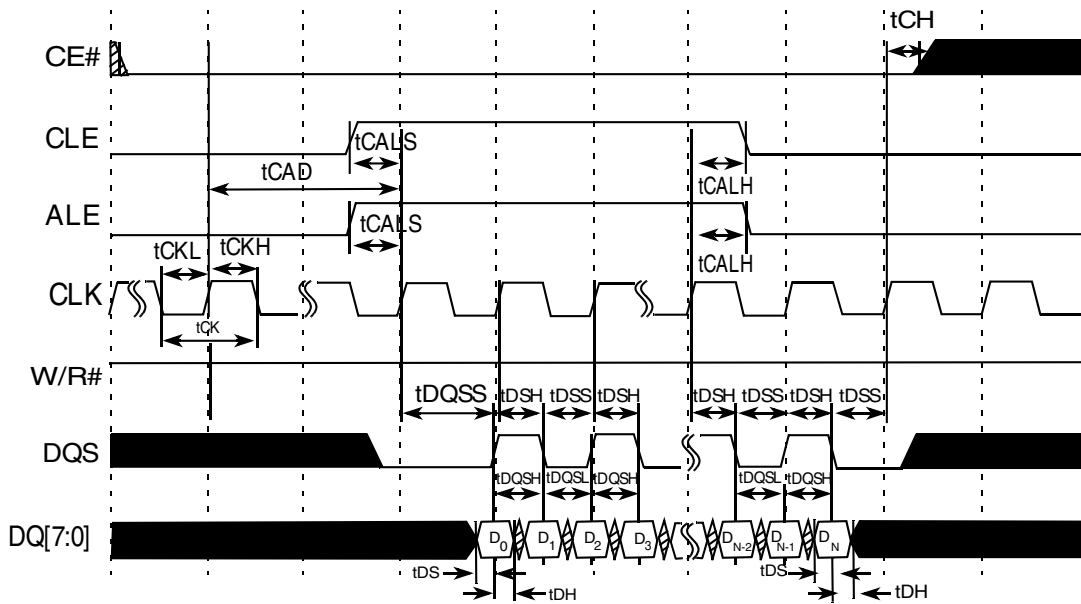 tCH
CE#
CLE
tCALS
tCALH
tCAD
ALE
tCALS
tCALH
tCKL tCKH
CLK
tCK
W/R#
tDQSS tDSH tDSS tDSH tDSH tDSS tDSH tDSS
DQS
tDQSH tDQSL tDQSH tDQSL tDQSH
DQ[7:0] D0 D1 D2 D3 DN-2 DN-1 DN
tDS tDS
tDH tDH